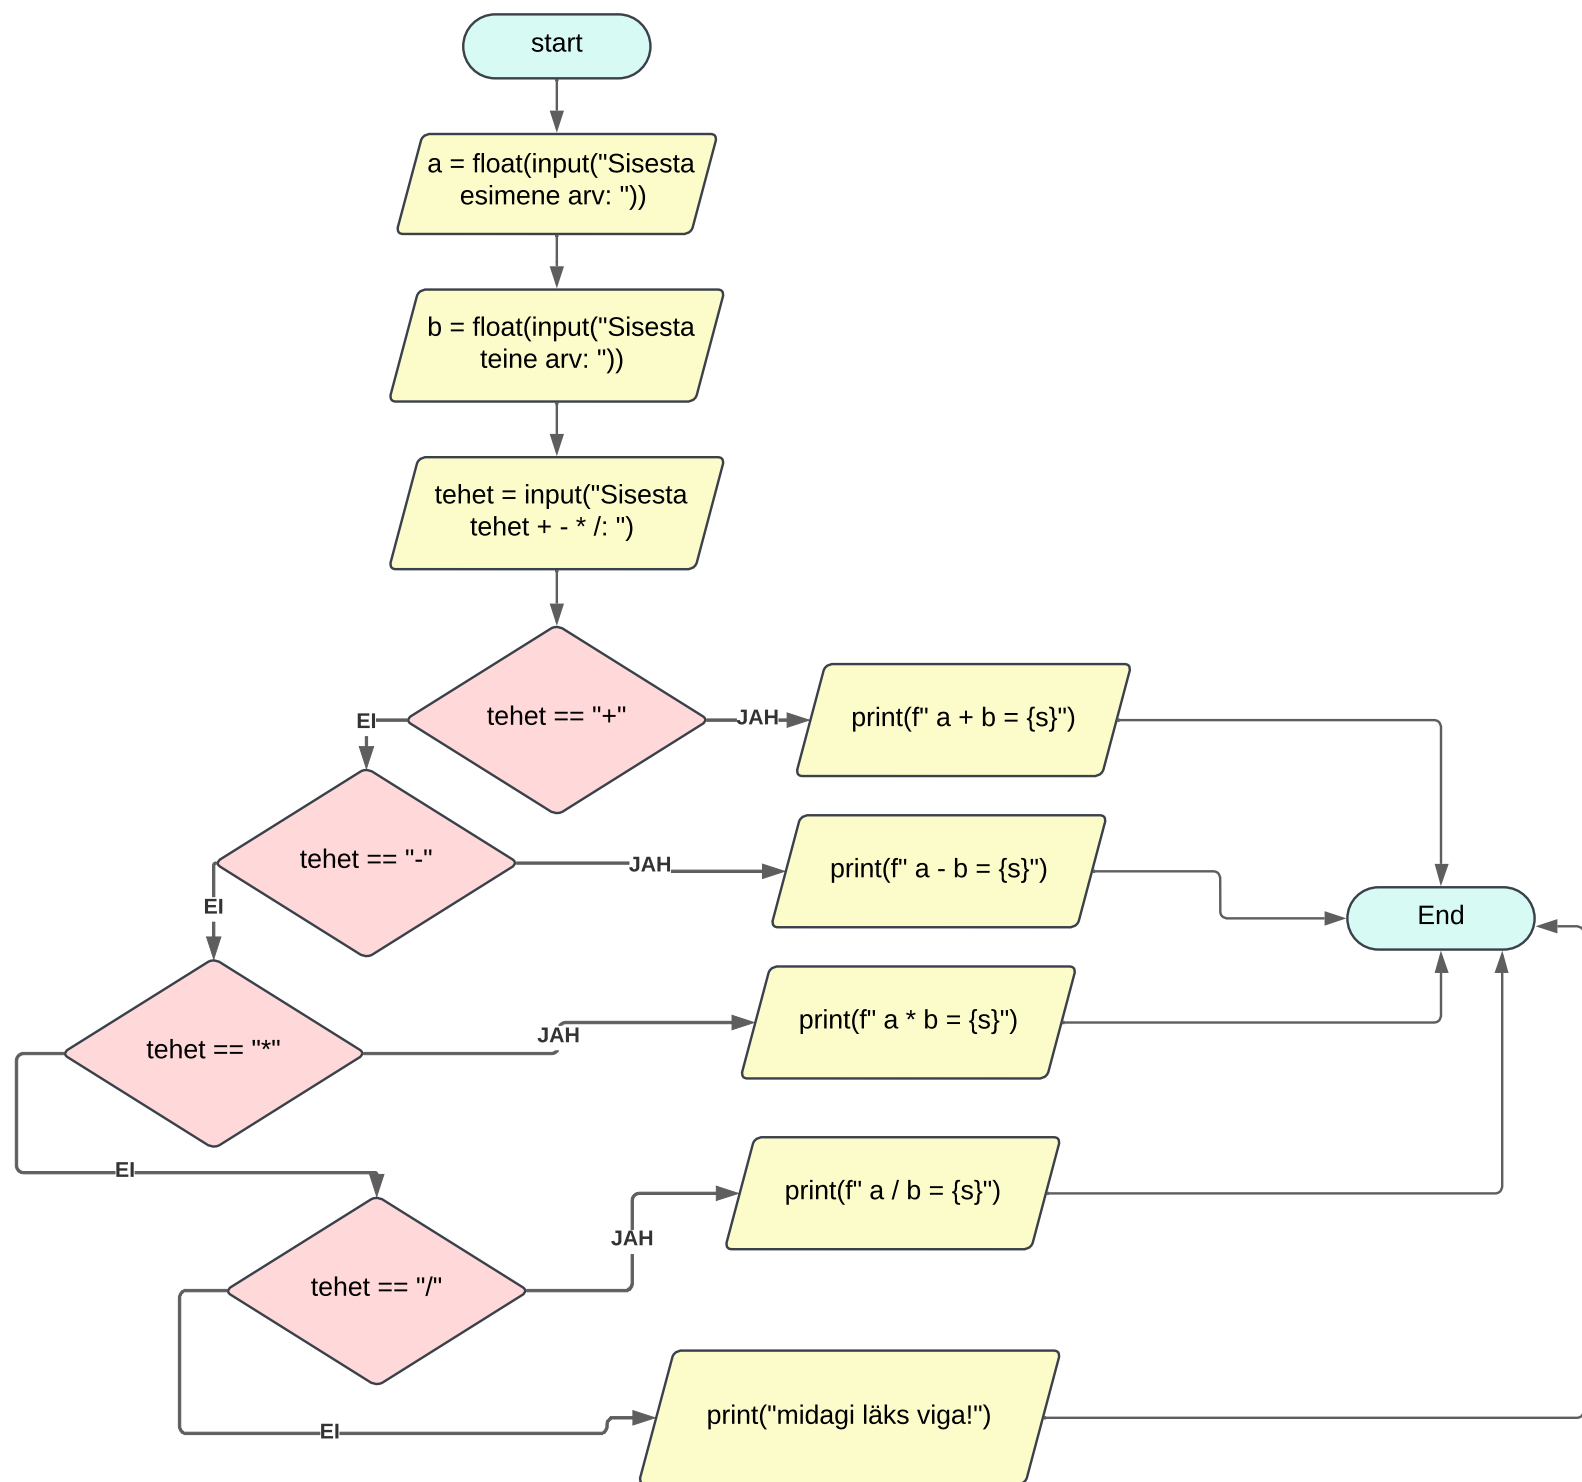 start
a = float(input("Sisesta
esimene arv: "))
b = float(input("Sisesta
teine arv: "))
tehet = input("Sisesta
tehet + - * /: ")
tehet == "+"
EI
JAH
print(f" a + b = {s}")
tehet == "-"
EI
JAH
print(f" a - b = {s}")
End
tehet == "*"
EI
JAH
print(f" a * b = {s}")
tehet == "/"
EI
JAH
print(f" a / b = {s}")
print("midagi läks viga!")